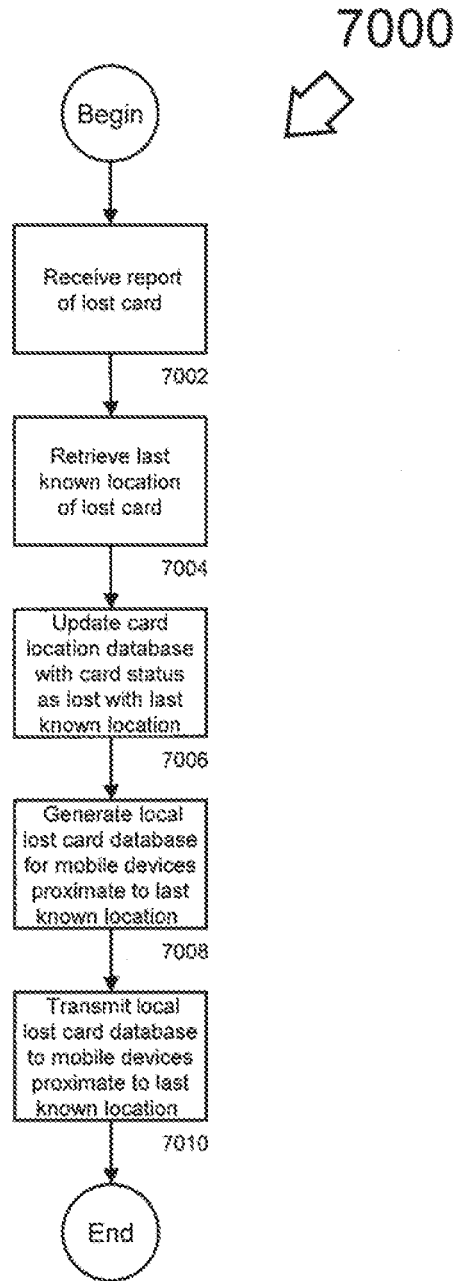 7000
Begin
Receive report
of lost card
7002
Retrieve last
known location
of lost card
7004
Update card
location database
with card status
as lost with last
known location
7006
Generate local
lost card database
for mobile devices
proximate to last
known location
7008
Transmit local
lost card database
to mobile devices
proximate to last
known location
7010
End